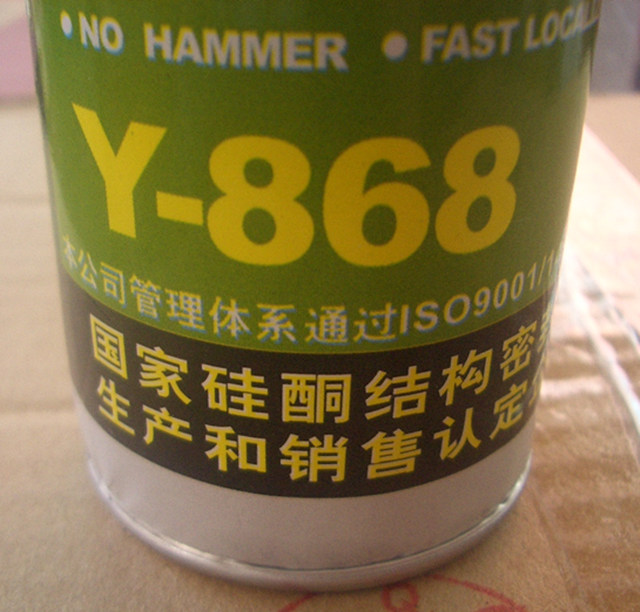 • NO HAMMER • FAST
Y-868
本公司管理体系通过ISO9001/1
国家硅酮结构密
生产和销售认定